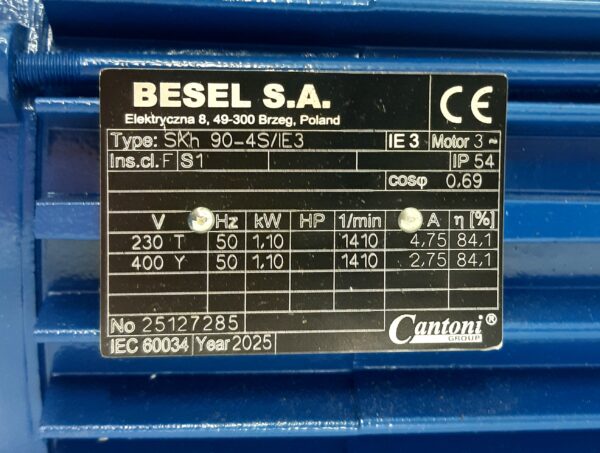 BESEL S.A.
CE
Elektryczna 8, 49-300 Brzeg, Poland
Type: SKh 90-4S/IE3 IE 3 Motor 3 ~
Ins.cl. F S1 IP 54
cosφ 0,69
V Hz kW HP 1/min A η [%]
230 T 50 1,10 1410 4,75 84,1
400 Y 50 1,10 1410 2,75 84,1
No 25127285
Cantoni®
GROUP
IEC 60034 Year 2025